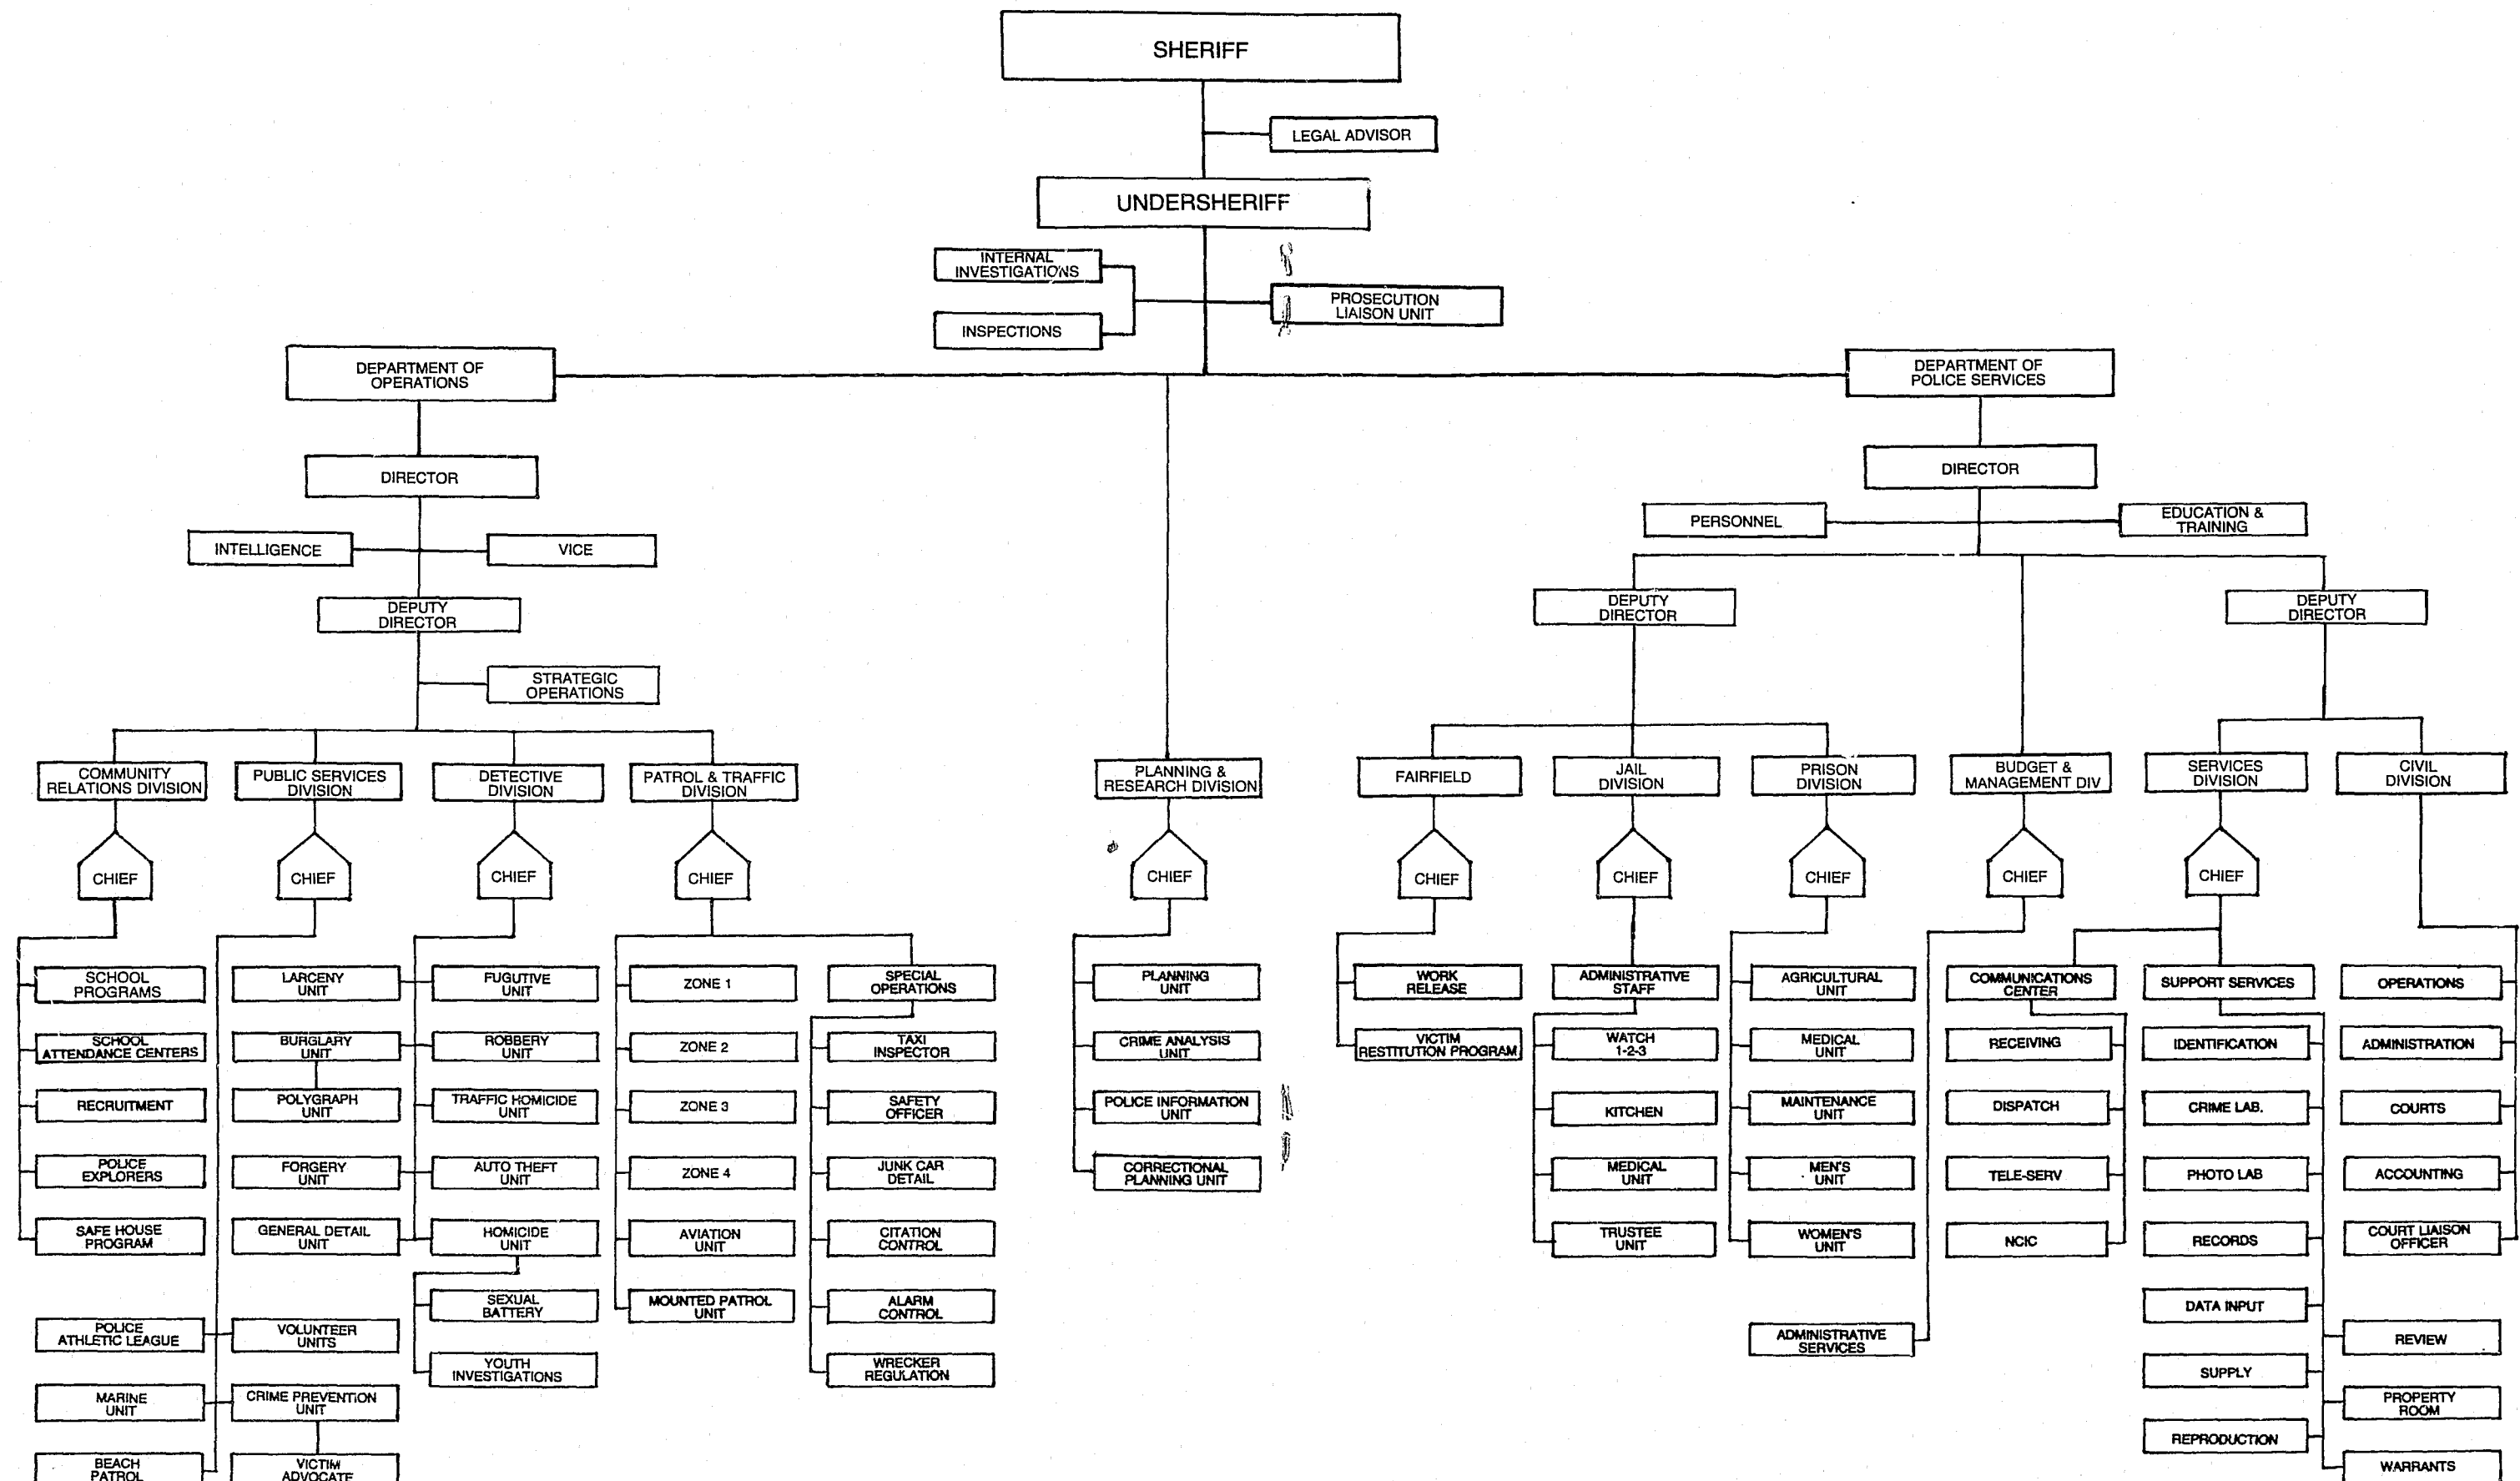 SHERIFF
LEGAL ADVISOR
UNDERSHERIFF
INTERNAL
INVESTIGATIONS
PROSECUTION
LIAISON UNIT
INSPECTIONS
DEPARTMENT OF
OPERATIONS
DEPARTMENT OF
POLICE SERVICES
DIRECTOR
DIRECTOR
PERSONNEL
EDUCATION &
TRAINING
INTELLIGENCE
VICE
DEPUTY
DIRECTOR
DEPUTY
DIRECTOR
DEPUTY
DIRECTOR
STRATEGIC
OPERATIONS
COMMUNITY
RELATIONS DIVISION
PUBLIC SERVICES
DIVISION
DETECTIVE
DIVISION
PATROL & TRAFFIC
DIVISION
PLANNING &
RESEARCH DIVISION
FAIRFIELD
JAIL
DIVISION
PRISON
DIVISION
BUDGET &
MANAGEMENT DIV
SERVICES
DIVISION
CIVIL
DIVISION
CHIEF
CHIEF
CHIEF
CHIEF
CHIEF
CHIEF
CHIEF
CHIEF
CHIEF
CHIEF
SCHOOL
PROGRAMS
LARCENY
UNIT
FUGUTIVE
UNIT
ZONE 1
SPECIAL
OPERATIONS
PLANNING
UNIT
WORK
RELEASE
ADMINISTRATIVE
STAFF
AGRICULTURAL
UNIT
COMMUNICATIONS
CENTER
SUPPORT SERVICES
OPERATIONS
SCHOOL
ATTENDANCE CENTERS
BURGLARY
UNIT
ROBBERY
UNIT
ZONE 2
TAXI
INSPECTOR
CRIME ANALYSIS
UNIT
VICTIM
RESTITUTION PROGRAM
WATCH
1-2-3
MEDICAL
UNIT
RECEIVING
IDENTIFICATION
ADMINISTRATION
RECRUITMENT
POLYGRAPH
UNIT
TRAFFIC HOMICIDE
UNIT
ZONE 3
SAFETY
OFFICER
POLICE INFORMATION
UNIT
KITCHEN
MAINTENANCE
UNIT
DISPATCH
CRIME LAB.
COURTS
POLICE
EXPLORERS
FORGERY
UNIT
AUTO THEFT
UNIT
ZONE 4
JUNK CAR
DETAIL
CORRECTIONAL
PLANNING UNIT
MEDICAL
UNIT
MEN'S
UNIT
TELE-SERV
PHOTO LAB
ACCOUNTING
SAFE HOUSE
PROGRAM
GENERAL DETAIL
UNIT
HOMICIDE
UNIT
AVIATION
UNIT
CITATION
CONTROL
TRUSTEE
UNIT
WOMEN'S
UNIT
NCIC
RECORDS
COURT LIAISON
OFFICER
SEXUAL
BATTERY
MOUNTED PATROL
UNIT
ALARM
CONTROL
DATA INPUT
POLICE
ATHLETIC LEAGUE
VOLUNTEER
UNITS
ADMINISTRATIVE
SERVICES
REVIEW
YOUTH
INVESTIGATIONS
WRECKER
REGULATION
SUPPLY
MARINE
UNIT
CRIME PREVENTION
UNIT
PROPERTY
ROOM
REPRODUCTION
BEACH
PATROL
VICTIM
ADVOCATE
WARRANTS